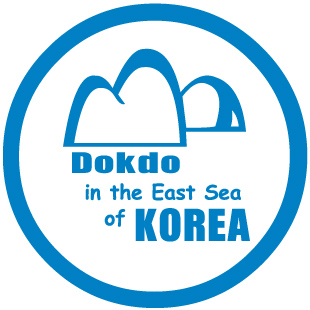 Dokdo
in the East Sea
of KOREA